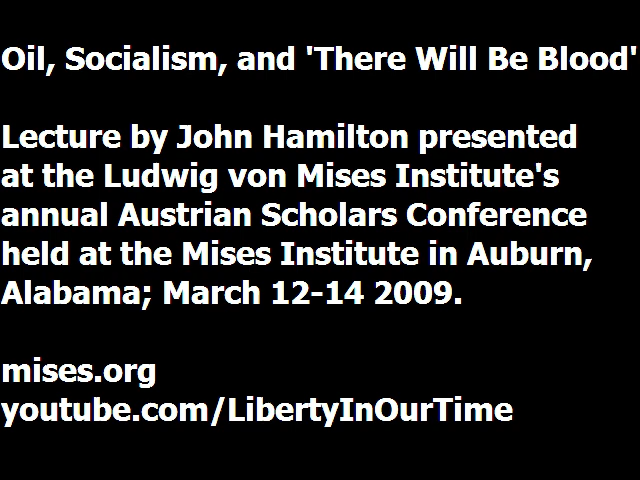 Oil, Socialism, and 'There Will Be Blood'
Lecture by John Hamilton presented
at the Ludwig von Mises Institute's
annual Austrian Scholars Conference
held at the Mises Institute in Auburn,
Alabama; March 12-14 2009.
mises.org
youtube.com/LibertyInOurTime